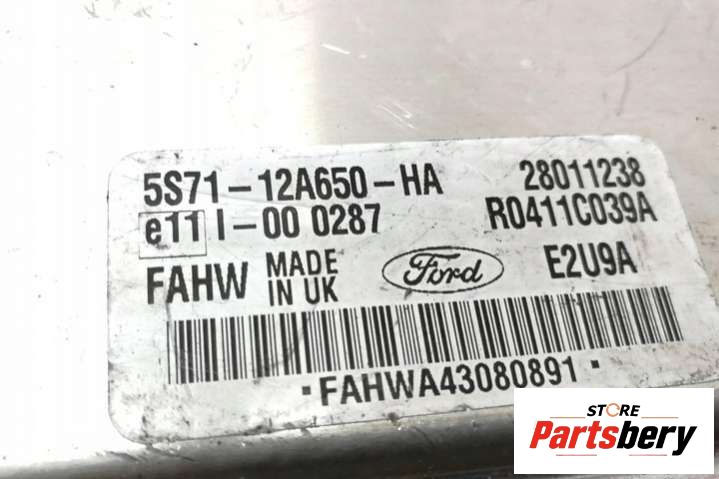 5S71-12A650-HA 28011238
e11 I-00 0287 R0411C039A
FAHW MADE IN UK Ford E2U9A
FAHWA43080891
STORE
Partsbery